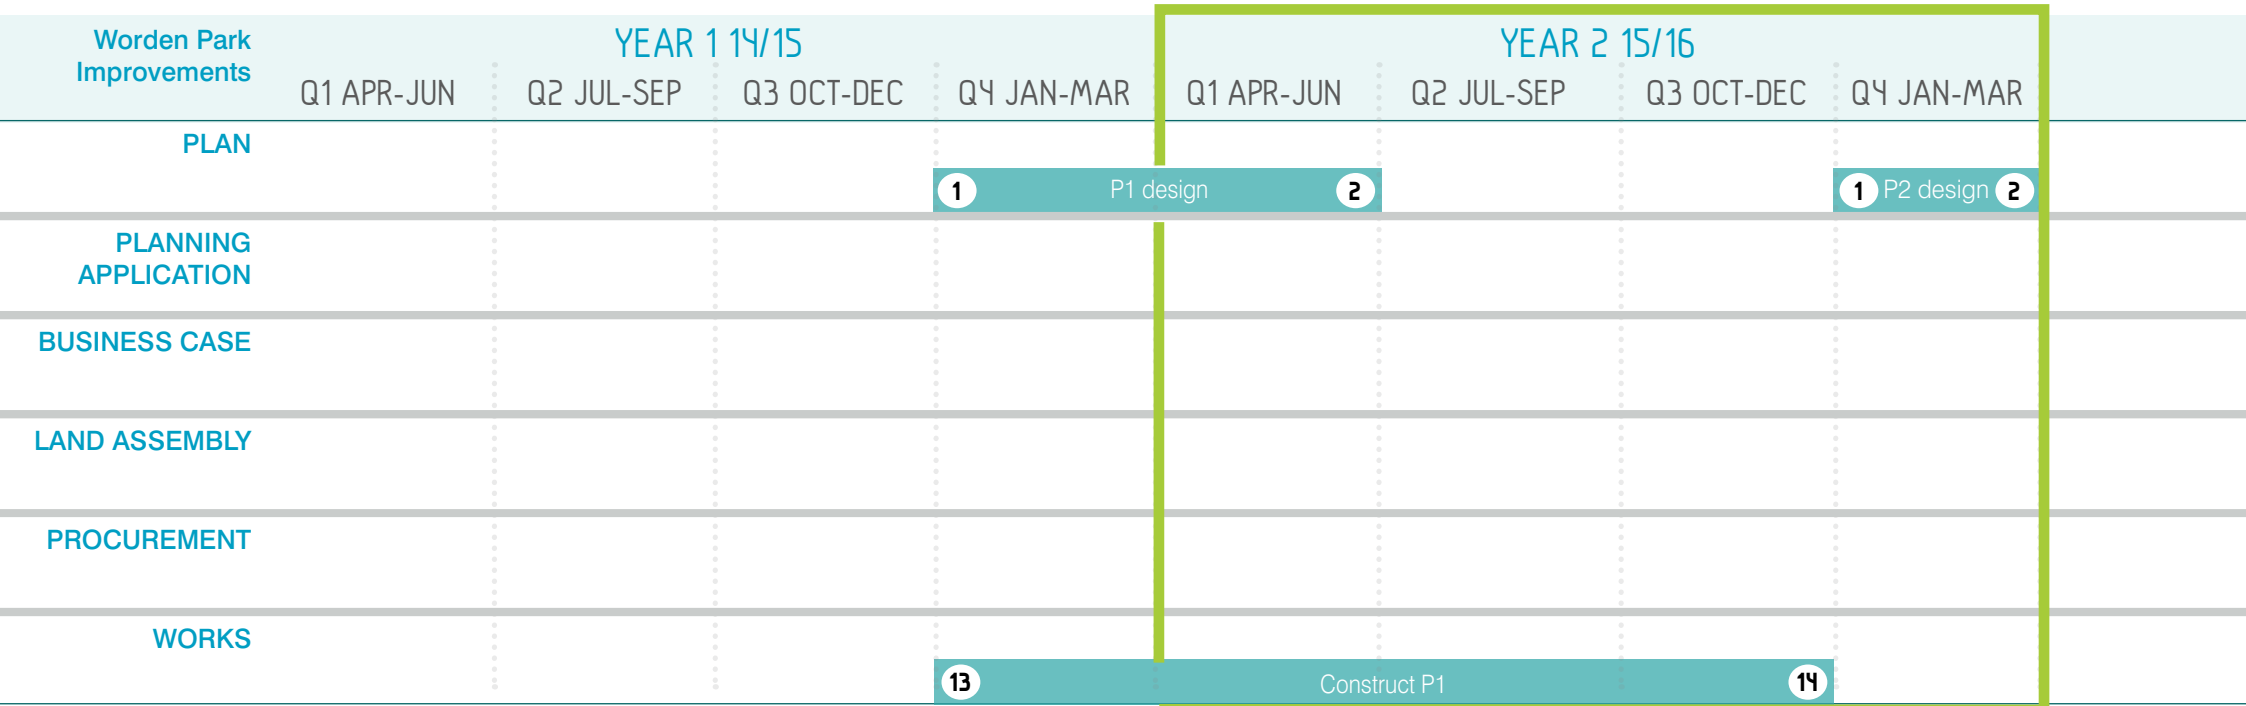 Worden Park
Improvements
YEAR 1 14/15
YEAR 2 15/16
Q1 APR-JUN
Q2 JUL-SEP
Q3 OCT-DEC
Q4 JAN-MAR
Q1 APR-JUN
Q2 JUL-SEP
Q3 OCT-DEC
Q4 JAN-MAR
PLAN
1 P1 design 2
1 P2 design 2
PLANNING
APPLICATION
BUSINESS CASE
LAND ASSEMBLY
PROCUREMENT
WORKS
13 Construct P1 14